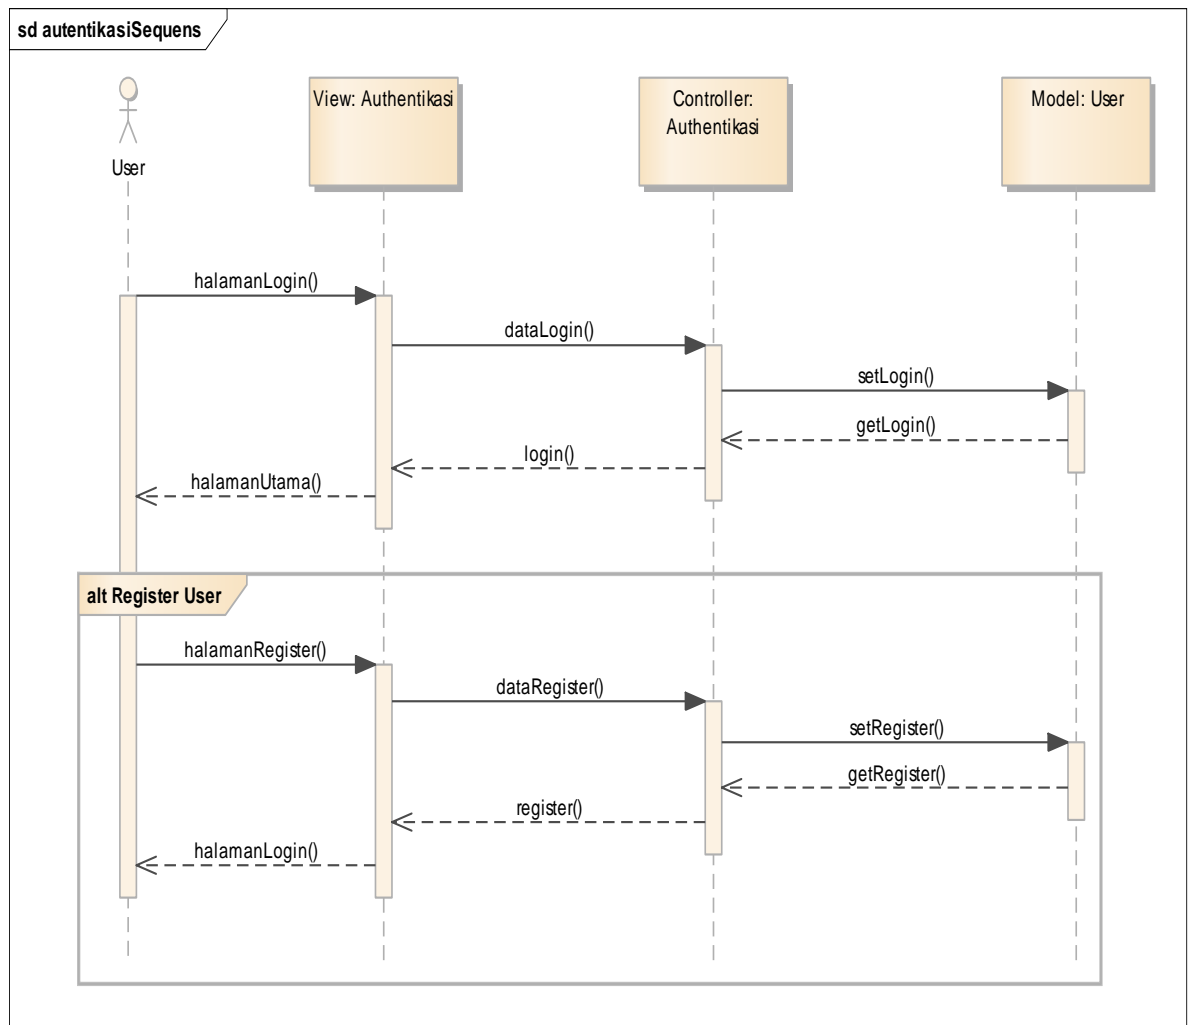 sd autentikasiSequens
User
View: Authentikasi
Controller:
Authentikasi
Model: User
halamanLogin()
dataLogin()
setLogin()
getLogin()
login()
halamanUtama()
alt Register User
halamanRegister()
dataRegister()
setRegister()
getRegister()
register()
halamanLogin()